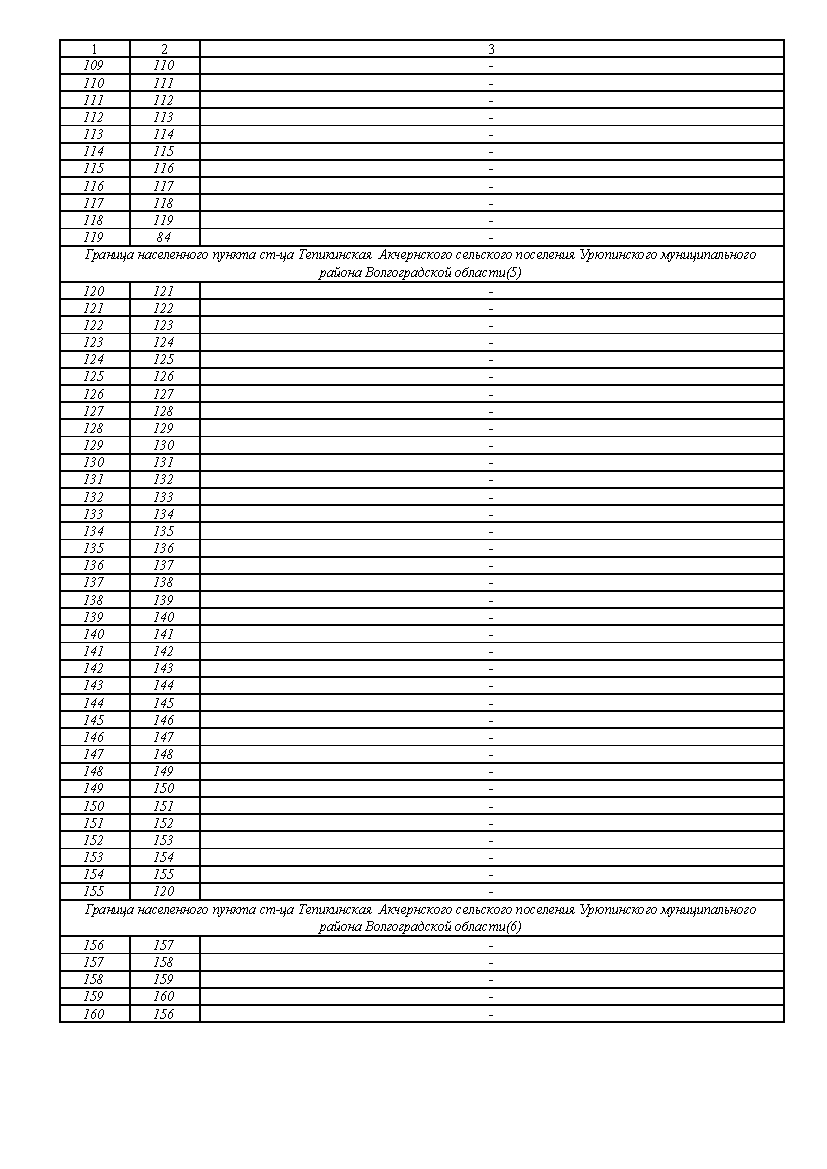 1 2 3
109 110 -
110 111 -
111 112 -
112 113 -
113 114 -
114 115 -
115 116 -
116 117 -
117 118 -
118 119 -
119 84 -
Граница населенного пункта ст-ца Тепикинская Акчернского сельского поселения Урюпинского муниципального
района Волгоградской области(5)
120 121 -
121 122 -
122 123 -
123 124 -
124 125 -
125 126 -
126 127 -
127 128 -
128 129 -
129 130 -
130 131 -
131 132 -
132 133 -
133 134 -
134 135 -
135 136 -
136 137 -
137 138 -
138 139 -
139 140 -
140 141 -
141 142 -
142 143 -
143 144 -
144 145 -
145 146 -
146 147 -
147 148 -
148 149 -
149 150 -
150 151 -
151 152 -
152 153 -
153 154 -
154 155 -
155 120 -
Граница населенного пункта ст-ца Тепикинская Акчернского сельского поселения Урюпинского муниципального
района Волгоградской области(6)
156 157 -
157 158 -
158 159 -
159 160 -
160 156 -